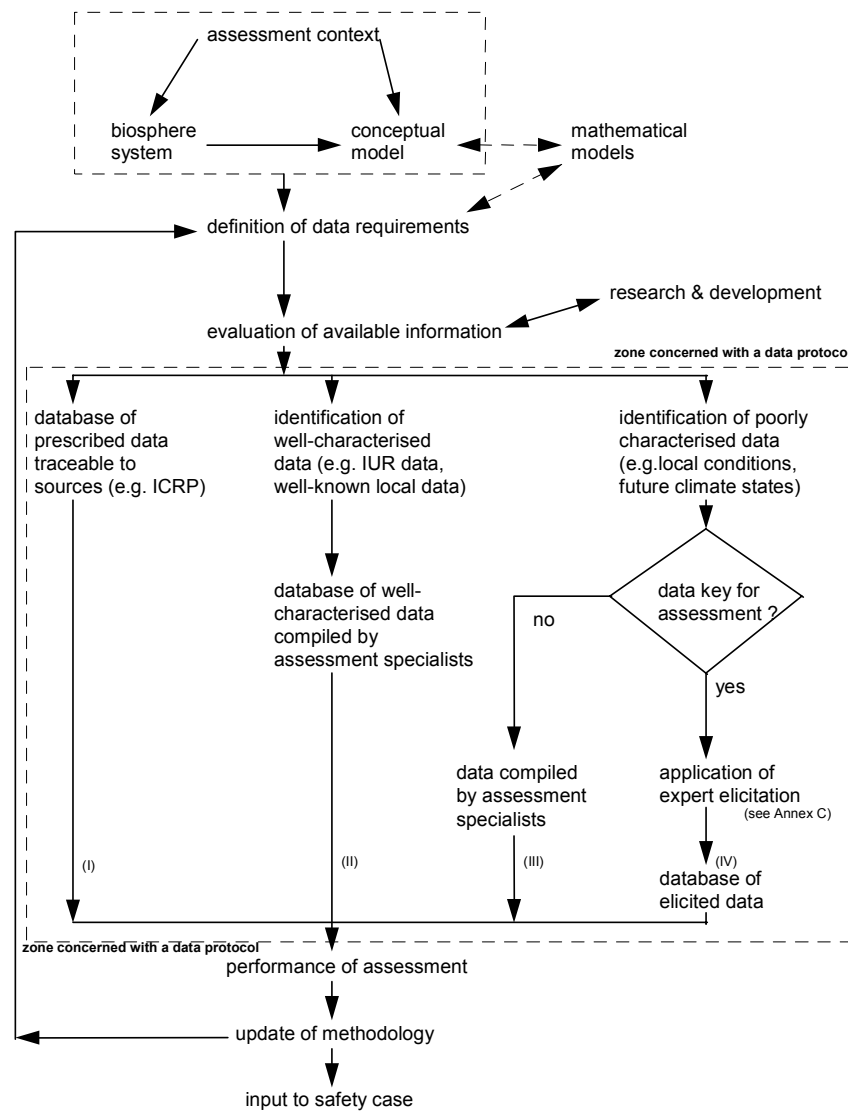 assessment context
biosphere
system
conceptual
model
mathematical
models
definition of data requirements
research & development
evaluation of available information
zone concerned with a data protocol
database of
prescribed data
traceable to
sources (e.g. ICRP)
identification of
well-characterised
data (e.g. IUR data,
well-known local data)
identification of poorly
characterised data
(e.g.local conditions,
future climate states)
database of well-
characterised data
compiled by
assessment specialists
data key for
assessment ?
no
yes
data compiled
by assessment
specialists
application of
expert elicitation
(see Annex C)
(I)
(II)
(III)
(IV)
database of
elicited data
zone concerned with a data protocol
performance of assessment
update of methodology
input to safety case